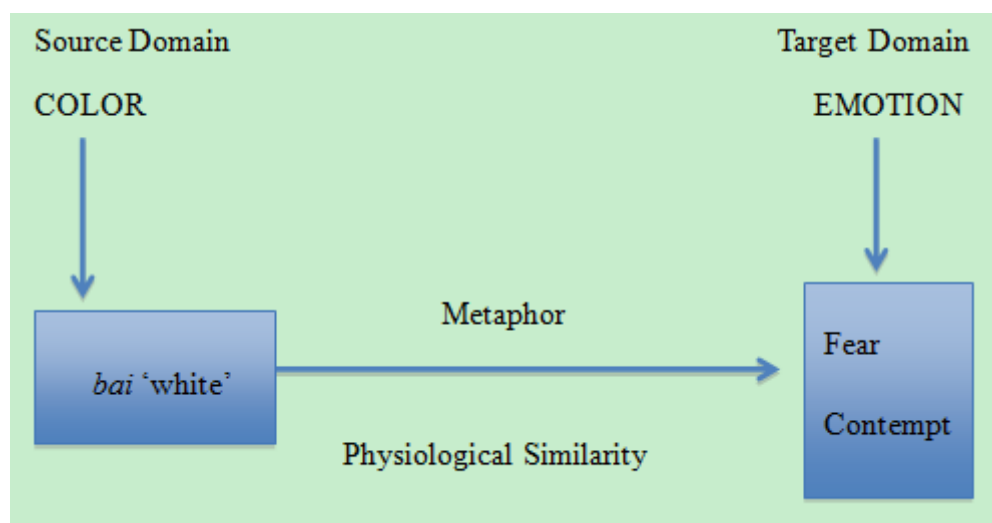 Source Domain
Target Domain
COLOR
EMOTION
Metaphor
Fear
bai ‘white’
Contempt
Physiological Similarity